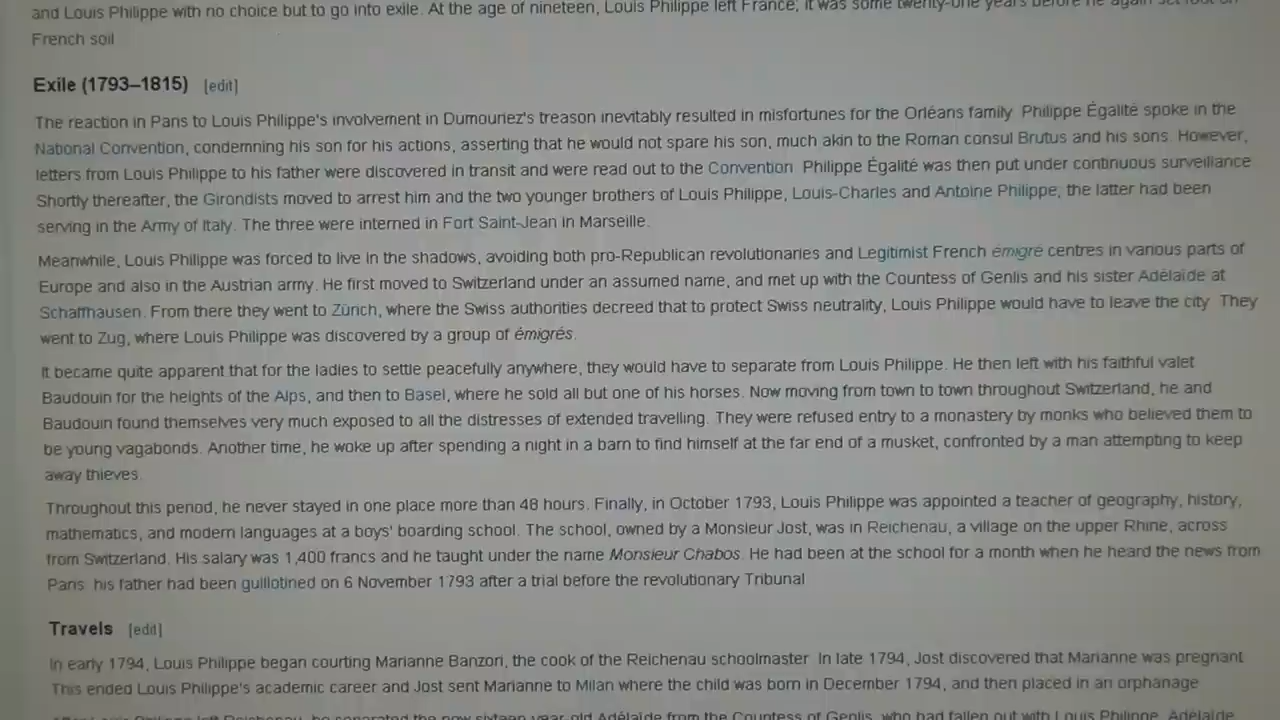 and Louis Philippe with no choice but to go into exile. At the age of nineteen, Louis Philippe left France; it was some twenty-one years before he again set foot on
French soil.
Exile (1793–1815) [edit]
The reaction in Paris to Louis Philippe's involvement in Dumouriez's treason inevitably resulted in misfortunes for the Orléans family. Philippe Égalité spoke in the
National Convention, condemning his son for his actions, asserting that he would not spare his son, much akin to the Roman consul Brutus and his sons. However,
letters from Louis Philippe to his father were discovered in transit and were read out to the Convention. Philippe Égalité was then put under continuous surveillance.
Shortly thereafter, the Girondists moved to arrest him and the two younger brothers of Louis Philippe, Louis-Charles and Antoine Philippe; the latter had been
serving in the Army of Italy. The three were interned in Fort Saint-Jean in Marseille.
Meanwhile, Louis Philippe was forced to live in the shadows, avoiding both pro-Republican revolutionaries and Legitimist French émigré centres in various parts of
Europe and also in the Austrian army. He first moved to Switzerland under an assumed name, and met up with the Countess of Genlis and his sister Adélaïde at
Schaffhausen. From there they went to Zürich, where the Swiss authorities decreed that to protect Swiss neutrality, Louis Philippe would have to leave the city. They
went to Zug, where Louis Philippe was discovered by a group of émigrés.
It became quite apparent that for the ladies to settle peacefully anywhere, they would have to separate from Louis Philippe. He then left with his faithful valet
Baudouin for the heights of the Alps, and then to Basel, where he sold all but one of his horses. Now moving from town to town throughout Switzerland, he and
Baudouin found themselves very much exposed to all the distresses of extended travelling. They were refused entry to a monastery by monks who believed them to
be young vagabonds. Another time, he woke up after spending a night in a barn to find himself at the far end of a musket, confronted by a man attempting to keep
away thieves.
Throughout this period, he never stayed in one place more than 48 hours. Finally, in October 1793, Louis Philippe was appointed a teacher of geography, history,
mathematics, and modern languages at a boys' boarding school. The school, owned by a Monsieur Jost, was in Reichenau, a village on the upper Rhine, across
from Switzerland. His salary was 1,400 francs and he taught under the name Monsieur Chabos. He had been at the school for a month when he heard the news from
Paris: his father had been guillotined on 6 November 1793 after a trial before the revolutionary Tribunal.
Travels [edit]
In early 1794, Louis Philippe began courting Marianne Banzori, the cook of the Reichenau schoolmaster. In late 1794, Jost discovered that Marianne was pregnant.
This ended Louis Philippe's academic career and Jost sent Marianne to Milan where the child was born in December 1794, and then placed in an orphanage.
After Louis Philippe left Reichenau, he separated the now sixteen-year-old Adélaïde from the Countess of Genlis, who had fallen out with Louis Philippe. Adélaïde